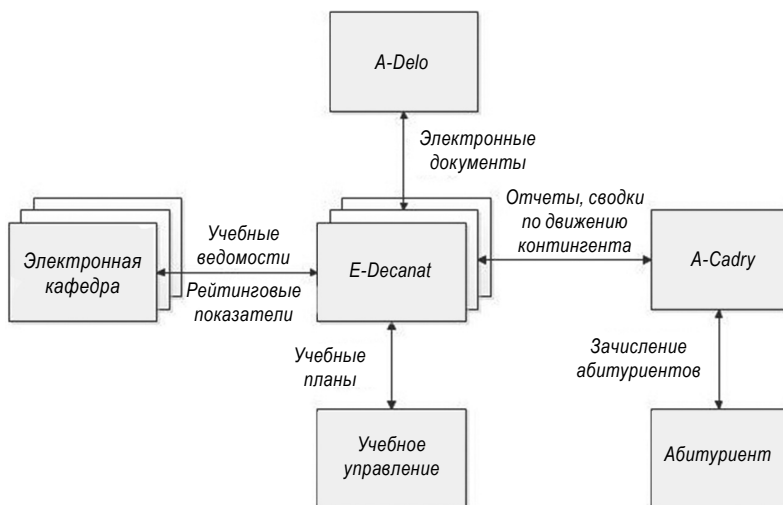 A-Delo
Электронные
документы
Отчеты, сводки
по движению
контингента
Учебные
ведомости
Электронная
кафедра
E-Decanat
A-Cadry
Рейтинговые
показатели
Учебные
планы
Зачисление
абитуриентов
Учебное
управление
Абитуриент